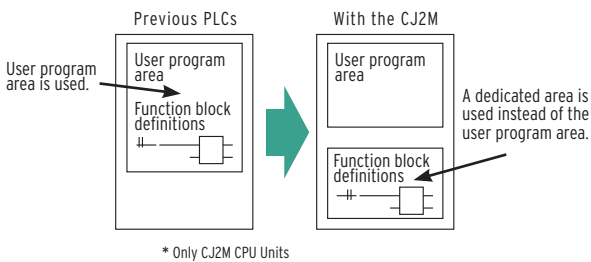 Previous PLCs
With the CJ2M
User program
area is used.
User program
area
Function block
definitions
User program
area
Function block
definitions
A dedicated area is
used instead of the
user program area.
* Only CJ2M CPU Units